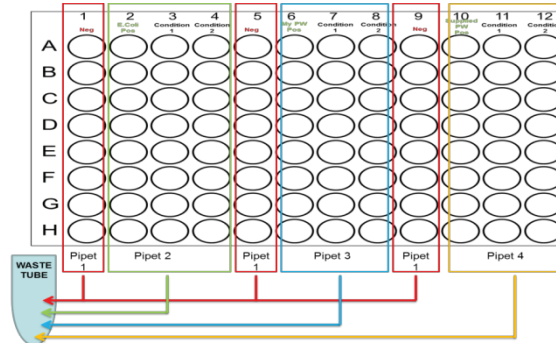 1 2 3 4 5 6 7 8 9 10 11 12
Neg
E.Coli
Pos
Condition
1
Condition
2
Neg
My PW
Pos
Condition
1
Condition
2
Neg
Supplied
PW
Pos
Condition
1
Condition
2
A
B
C
D
E
F
G
H
Pipet
1
Pipet 2
Pipet
1
Pipet 3
Pipet
1
Pipet 4
WASTE
TUBE